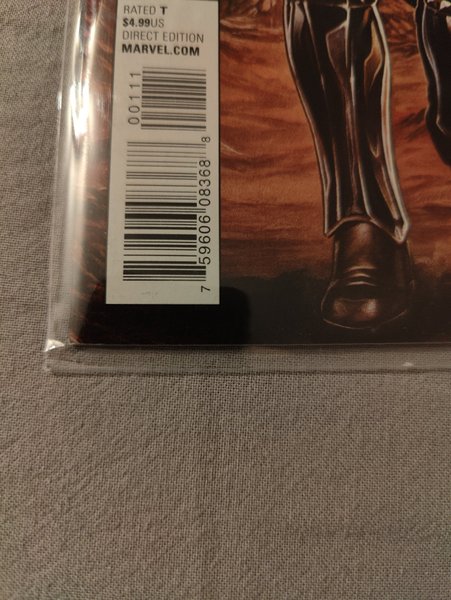 RATED T
$4.99US
DIRECT EDITION
MARVEL.COM
00111
7 59606 08368 8